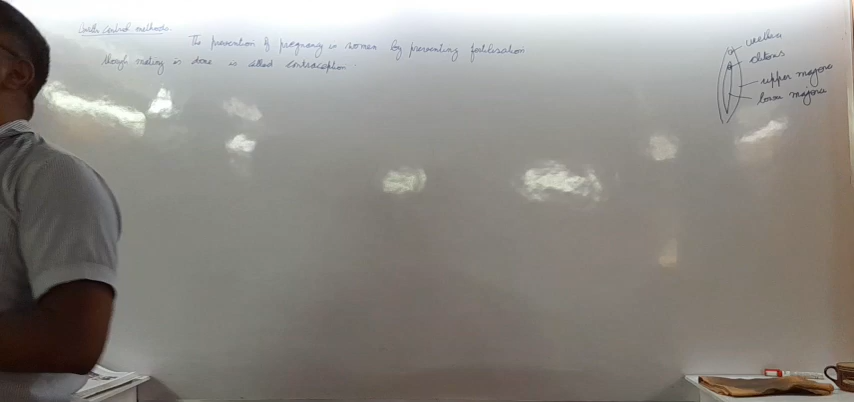 Birth control methods
The prevention of pregnancy in women by preventing fertilisation
though mating is done is called contraception.
urethra
clitoris
upper majora
lower majora